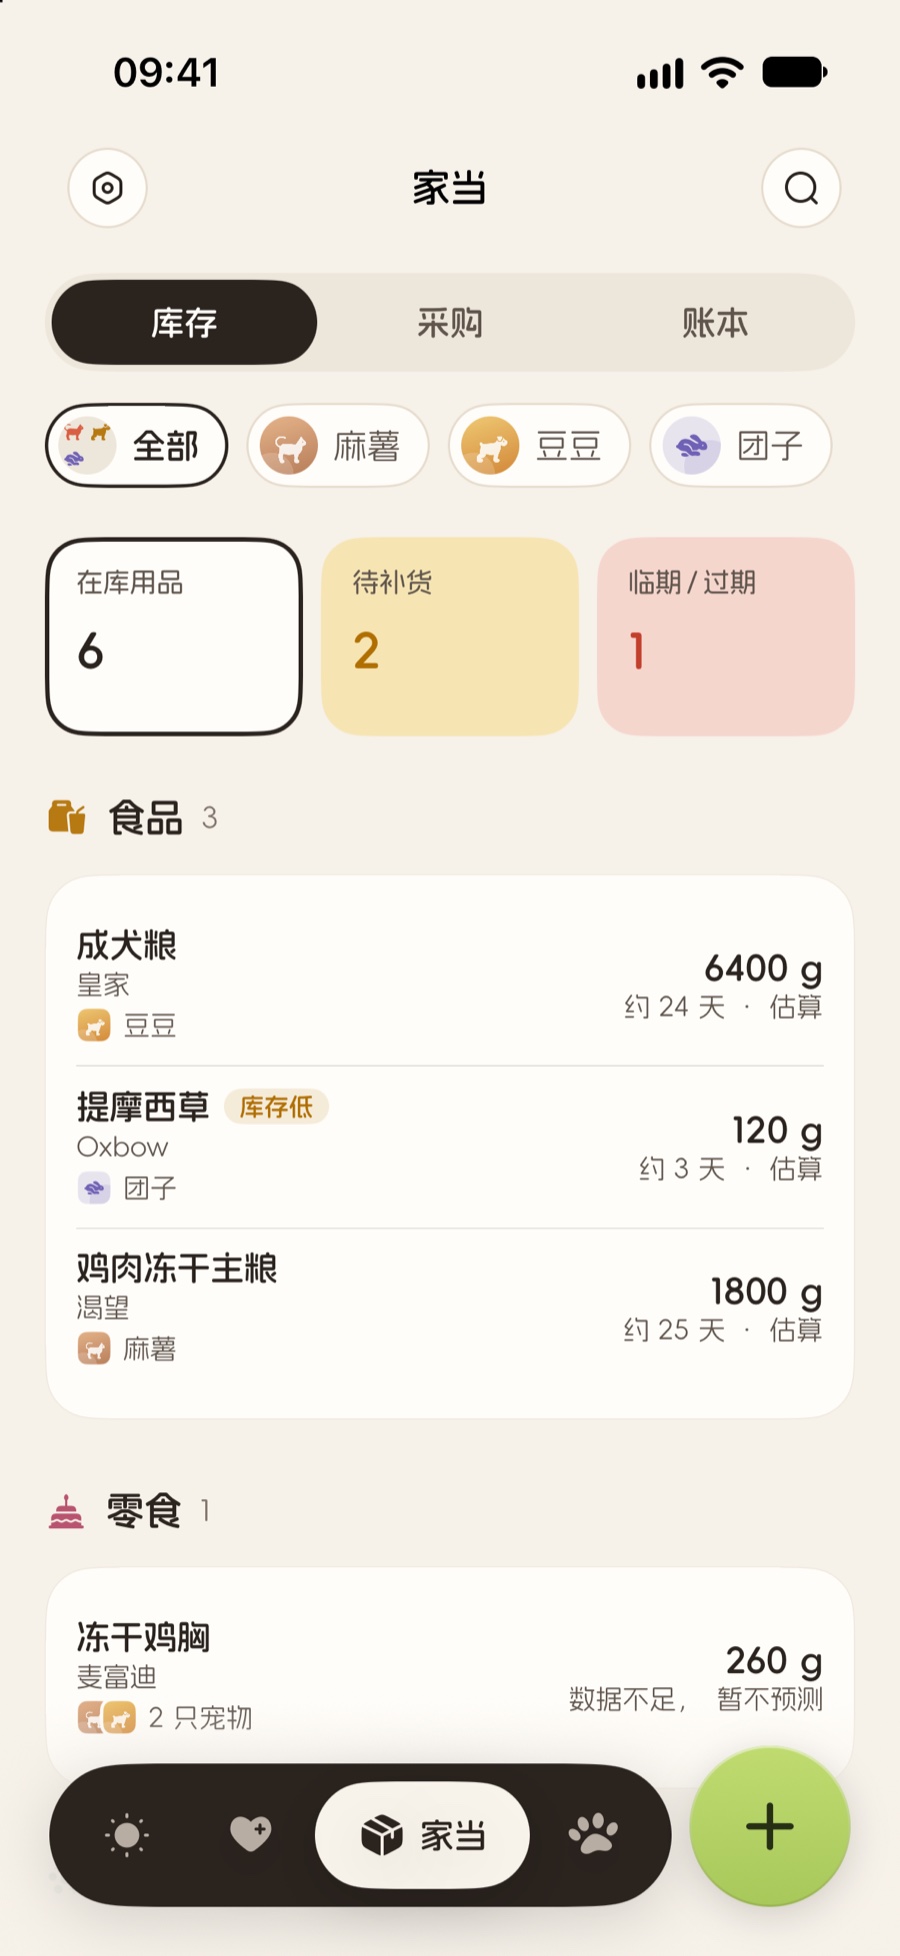 09:41
家当
库存
采购
账本
全部
麻薯
豆豆
团子
在库用品
6
待补货
2
临期 / 过期
1
食品 3
成犬粮
皇家
豆豆
6400 g
约 24 天 · 估算
提摩西草 库存低
Oxbow
团子
120 g
约 3 天 · 估算
鸡肉冻干主粮
渴望
麻薯
1800 g
约 25 天 · 估算
零食 1
冻干鸡胸
麦富迪
2 只宠物
260 g
数据不足， 暂不预测
家当